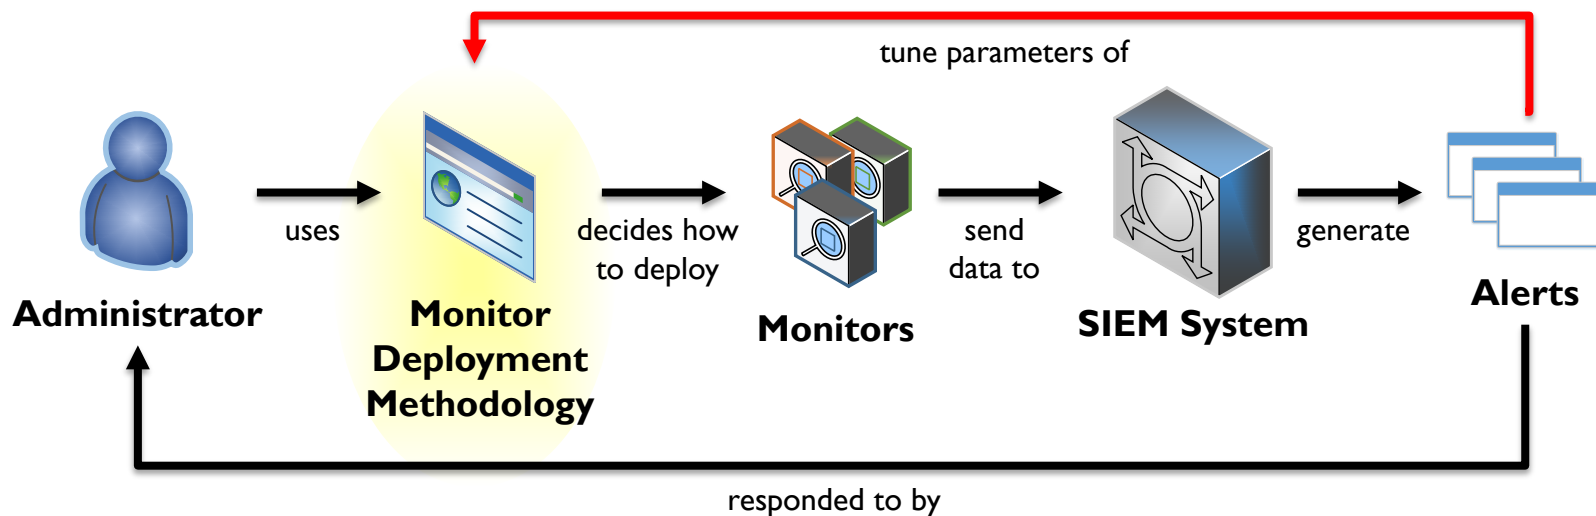 tune parameters of
uses
decides how
to deploy
send
data to
generate
Administrator
Monitor
Deployment
Methodology
Monitors
SIEM System
Alerts
responded to by